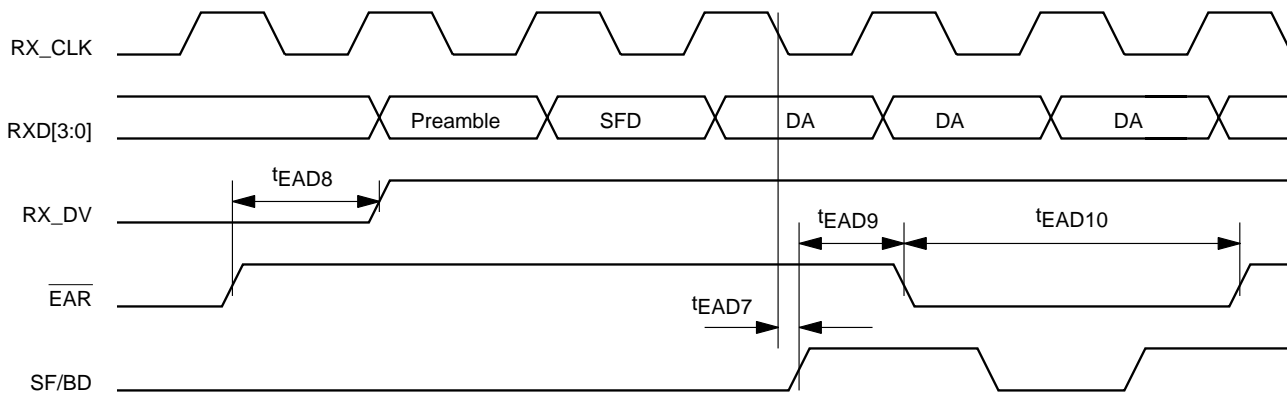 RX_CLK
RXD[3:0]
Preamble SFD DA DA DA
tEAD8
RX_DV
tEAD9 tEAD10
EAR
tEAD7
SF/BD